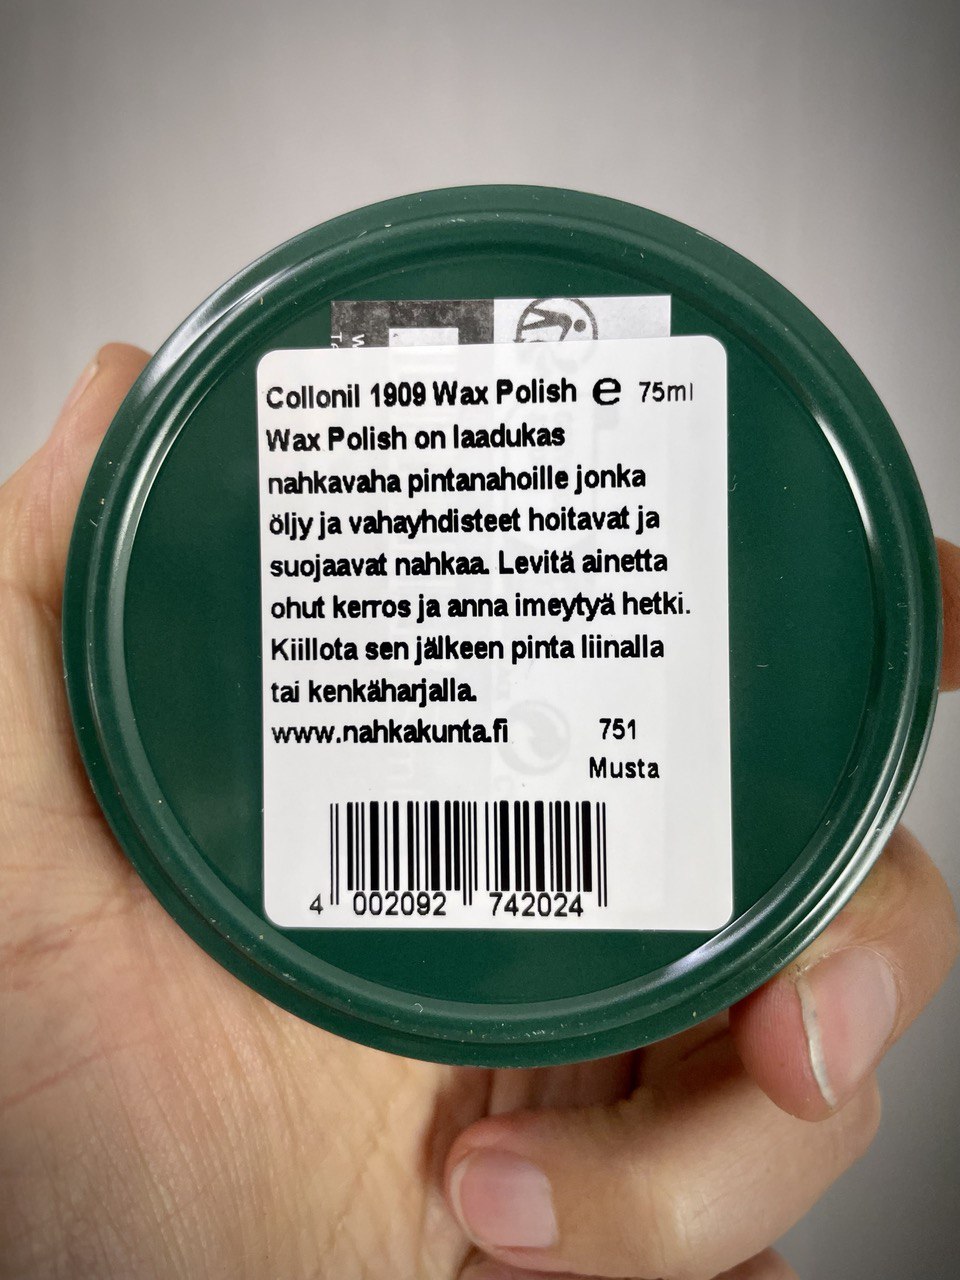 Collonil 1909 Wax Polish e 75ml
Wax Polish on laadukas
nahkavaha pintanahoille jonka
öljy ja vahayhdisteet hoitavat ja
suojaavat nahkaa. Levitä ainetta
ohut kerros ja anna imeytyä hetki.
Kiillota sen jälkeen pinta liinalla
tai kenkäharjalla.
www.nahkakunta.fi 751
Musta
4 002092 742024